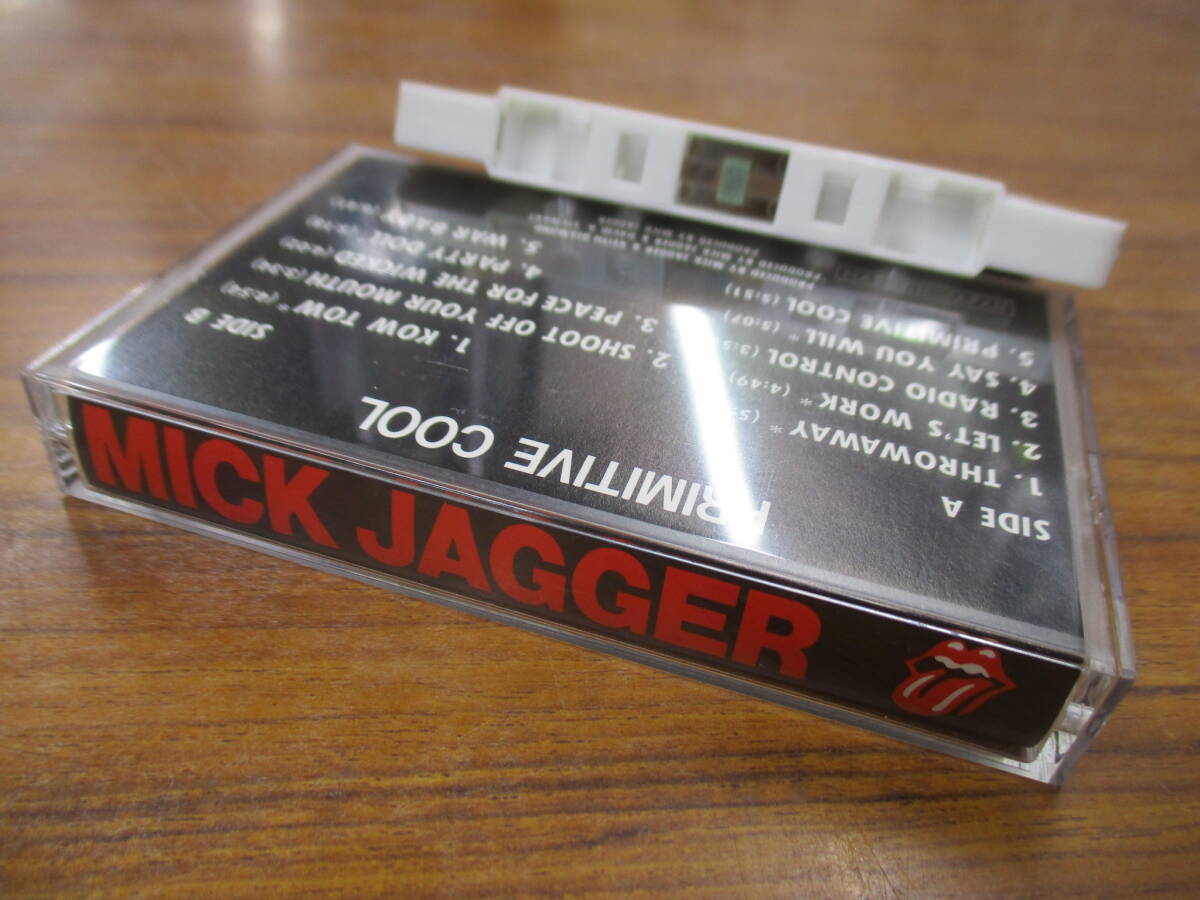 MICK JAGGER
PRIMITIVE COOL
SIDE A
1. THROWAWAY*
2. LET'S WORK* (4:49)
3. RADIO CONTROL
4. SAY YOU WILL* (5:07)
5. PRIMITIVE COOL (5:51)
SIDE B
1. KOW TOW*
2. SHOOT OFF YOUR MOUTH
3. PEACE FOR THE WICKED
4. PARTY DOLL
5. WAR BABY